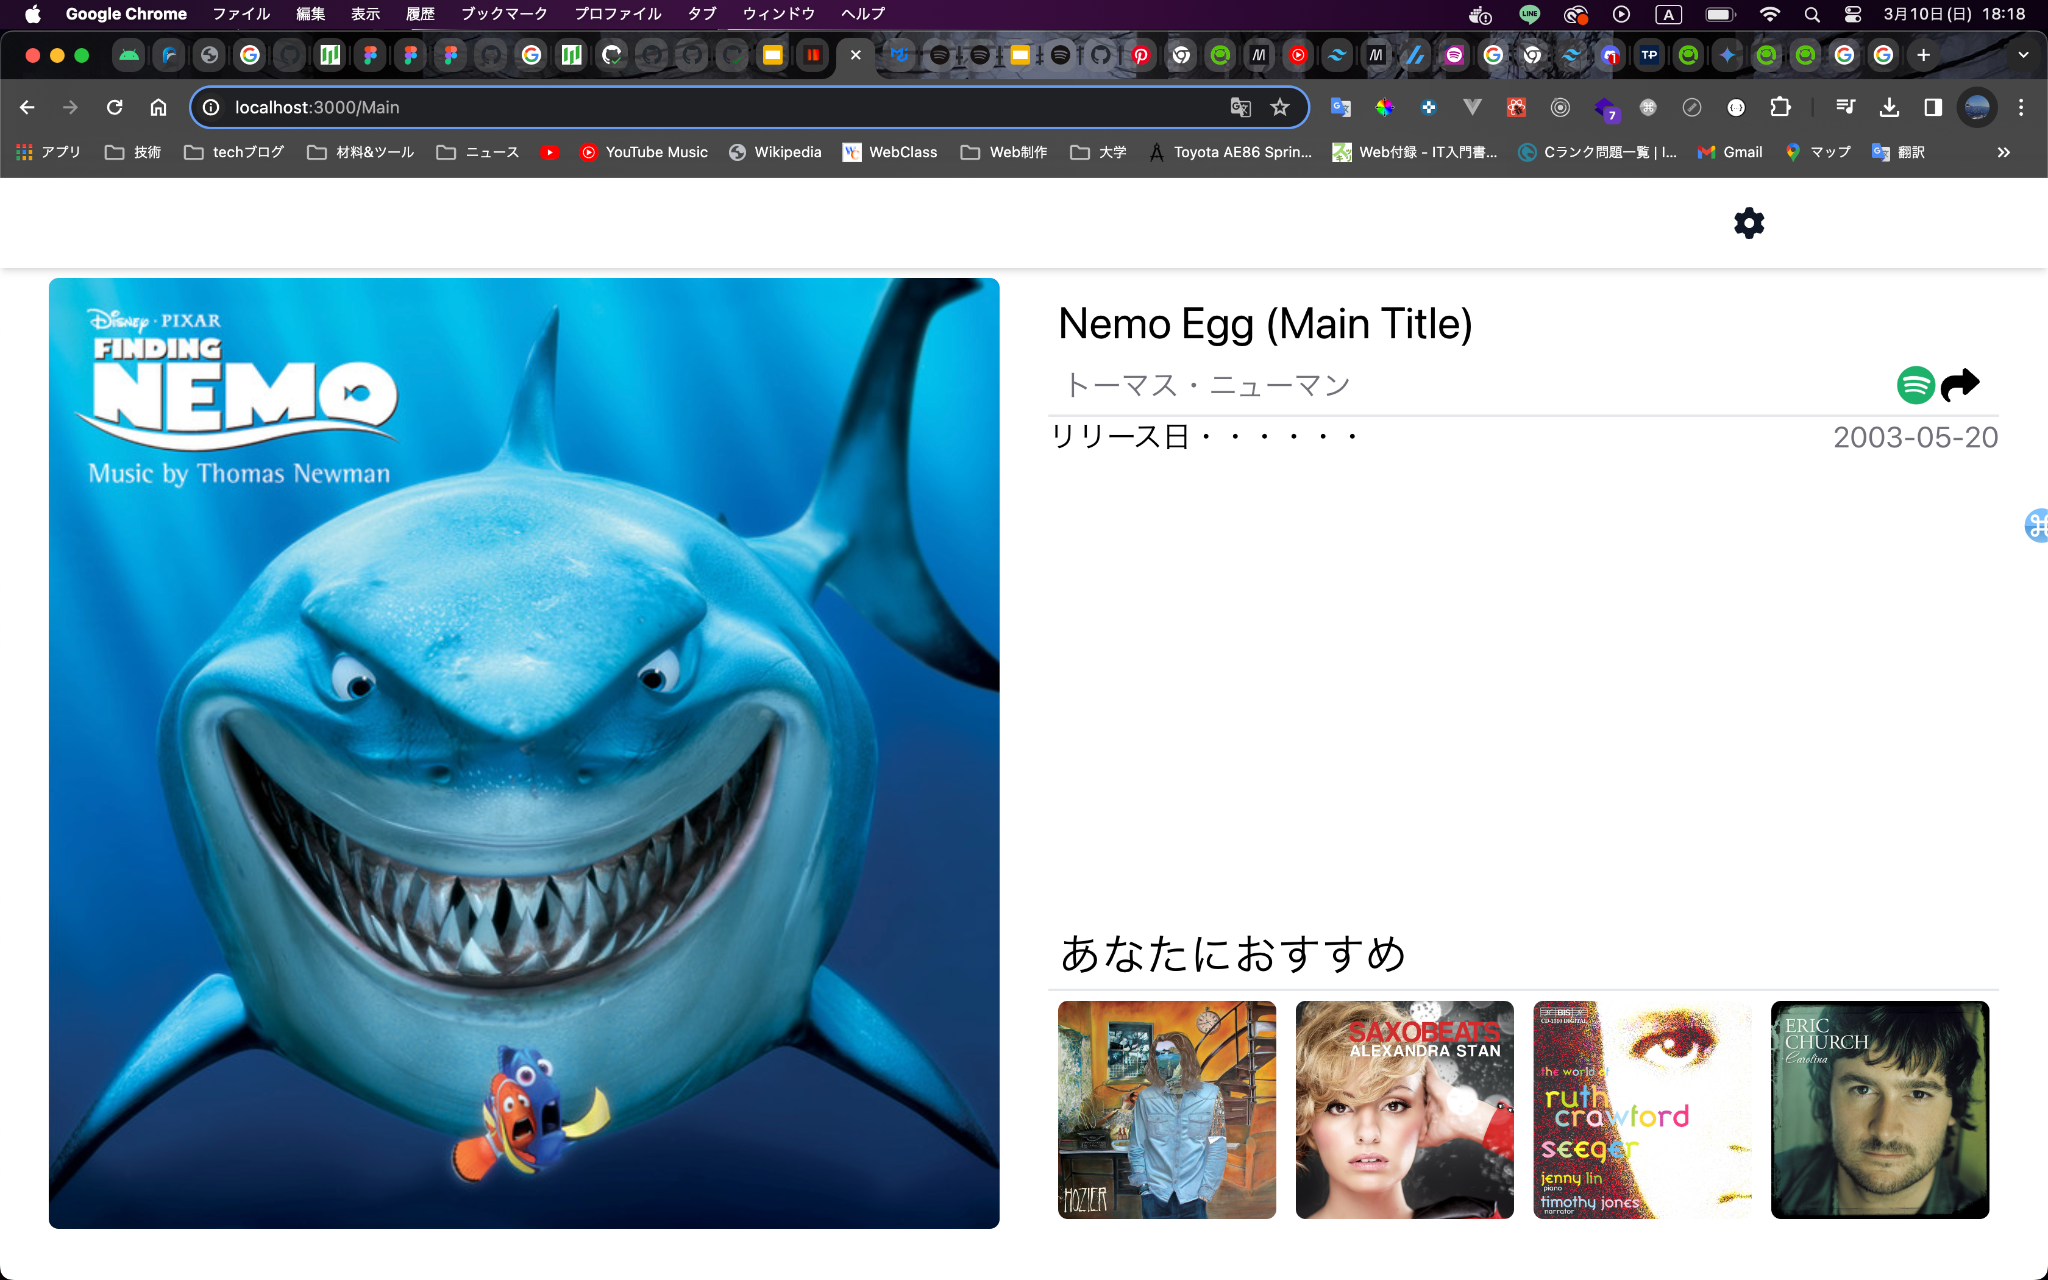 Google Chrome ファイル 編集 表示 履歴 ブックマーク プロファイル タブ ウィンドウ ヘルプ
LINE A 3月10日(日) 18:18
TP
localhost:3000/Main
7
アプリ 技術 techブログ 材料&ツール ニュース YouTube Music Wikipedia WebClass Web制作 大学 Toyota AE86 Sprin... Web付録 - IT入門書... Cランク問題一覧 | I... Gmail マップ 翻訳
DISNEY · PIXAR
FINDING
NEMO
Music by Thomas Newman
Nemo Egg (Main Title)
トーマス・ニューマン
リリース日・・・・・・ 2003-05-20
あなたにおすすめ
HOZIER
SAXOBEATS
ALEXANDRA STAN
BIS
the world of
ruth
crawford
seeger
jenny lin
piano
timothy jones
narrator
ERIC
CHURCH
Carolina